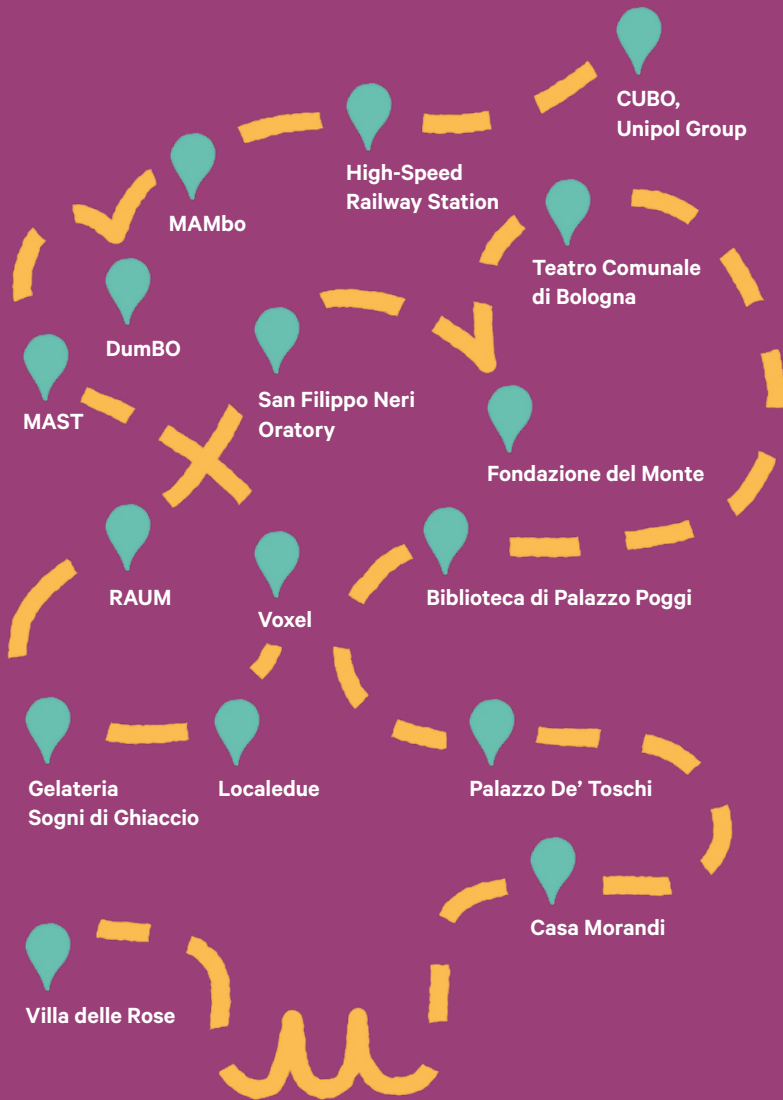 CUBO,
Unipol Group
High-Speed
Railway Station
MAMbo
Teatro Comunale
di Bologna
DumBO
San Filippo Neri
Oratory
MAST
Fondazione del Monte
RAUM
Voxel
Biblioteca di Palazzo Poggi
Gelateria
Sogni di Ghiaccio
Localedue
Palazzo De’ Toschi
Casa Morandi
Villa delle Rose